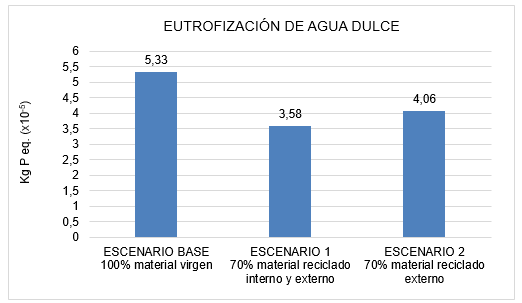 EUTROFIZACIÓN DE AGUA DULCE
Kg P eq. (x10⁻⁵)
6
5,5
5
4,5
4
3,5
3
2,5
2
1,5
1
0,5
0
5,33
3,58
4,06
ESCENARIO BASE
100% material virgen
ESCENARIO 1
70% material reciclado
interno y externo
ESCENARIO 2
70% material reciclado
externo